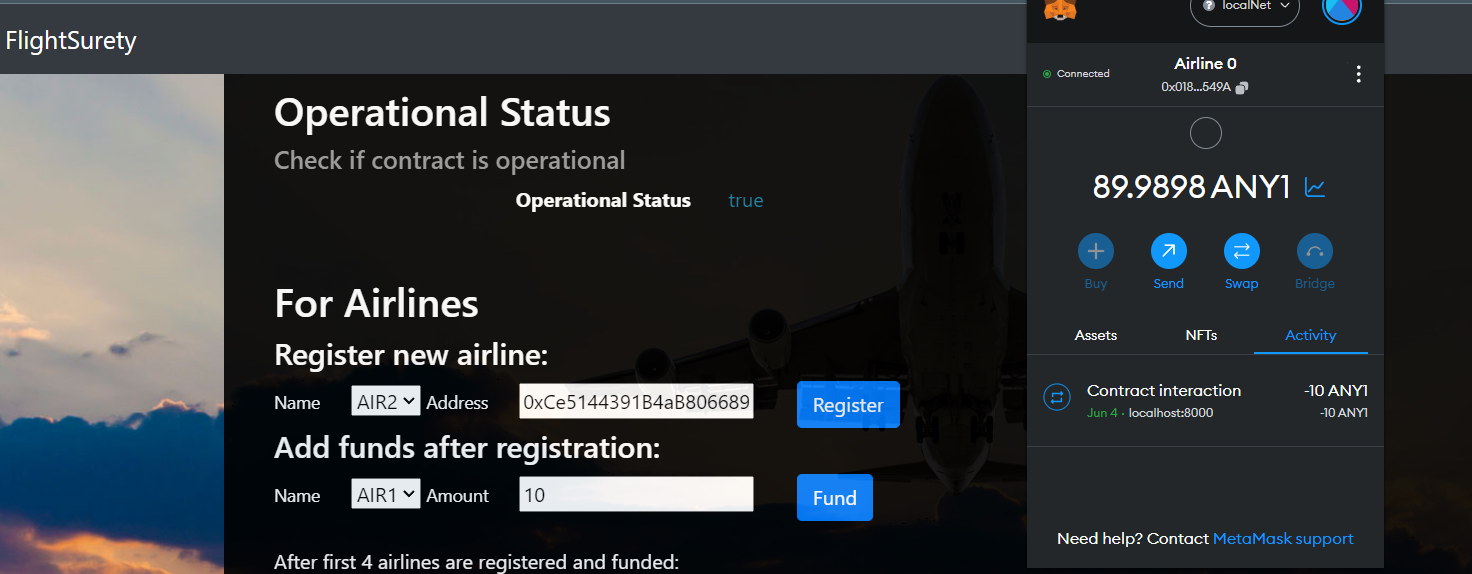 FlightSurety
Operational Status
Check if contract is operational
Operational Status true
For Airlines
Register new airline:
Name AIR2 Address 0xCe5144391B4aB806689 Register
Add funds after registration:
Name AIR1 Amount 10 Fund
After first 4 airlines are registered and funded:
? localNet
Connected
Airline 0
0x018...549A
89.9898 ANY1
Buy Send Swap Bridge
Assets NFTs Activity
Contract interaction -10 ANY1
Jun 4 · localhost:8000 -10 ANY1
Need help? Contact MetaMask support